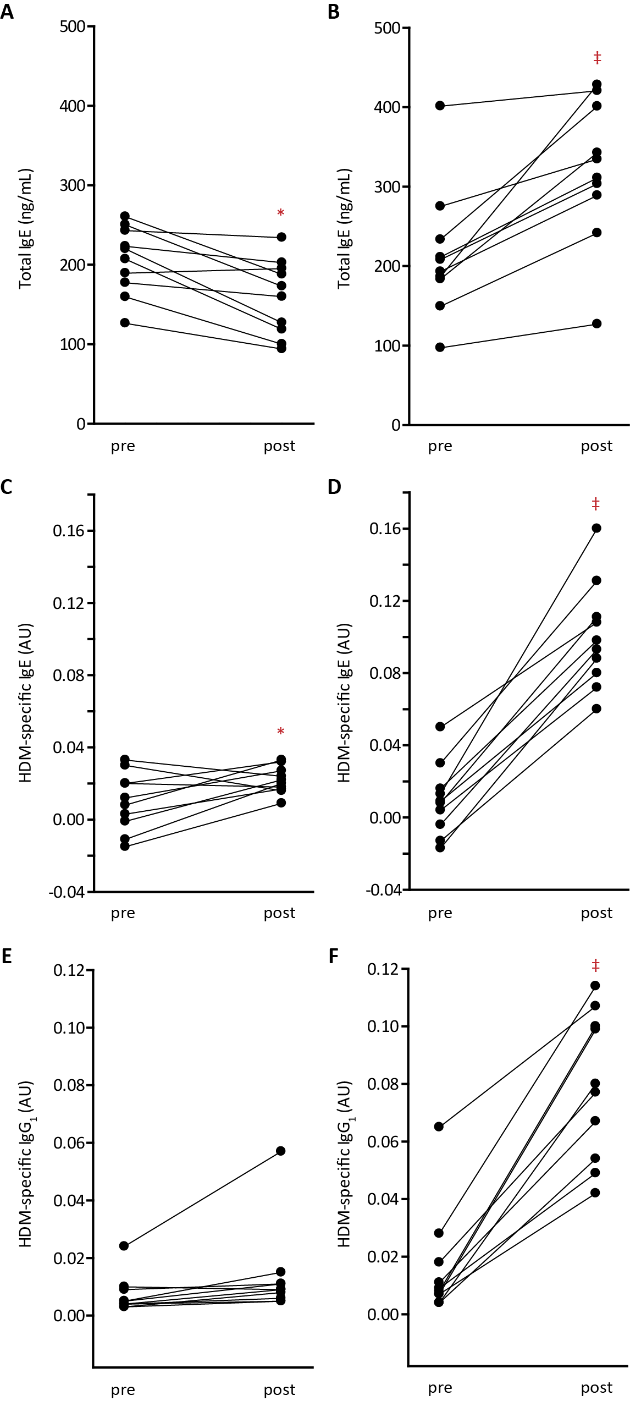 A
500
400
300
200
100
0
Total IgE (ng/mL)
*
pre
post
B
500
400
300
200
100
0
Total IgE (ng/mL)
‡
pre
post
C
0.16
0.12
0.08
0.04
0.00
-0.04
HDM-specific IgE (AU)
*
pre
post
D
0.16
0.12
0.08
0.04
0.00
-0.04
HDM-specific IgE (AU)
‡
pre
post
E
0.12
0.10
0.08
0.06
0.04
0.02
0.00
HDM-specific IgG₁ (AU)
pre
post
F
0.12
0.10
0.08
0.06
0.04
0.02
0.00
HDM-specific IgG₁ (AU)
‡
pre
post